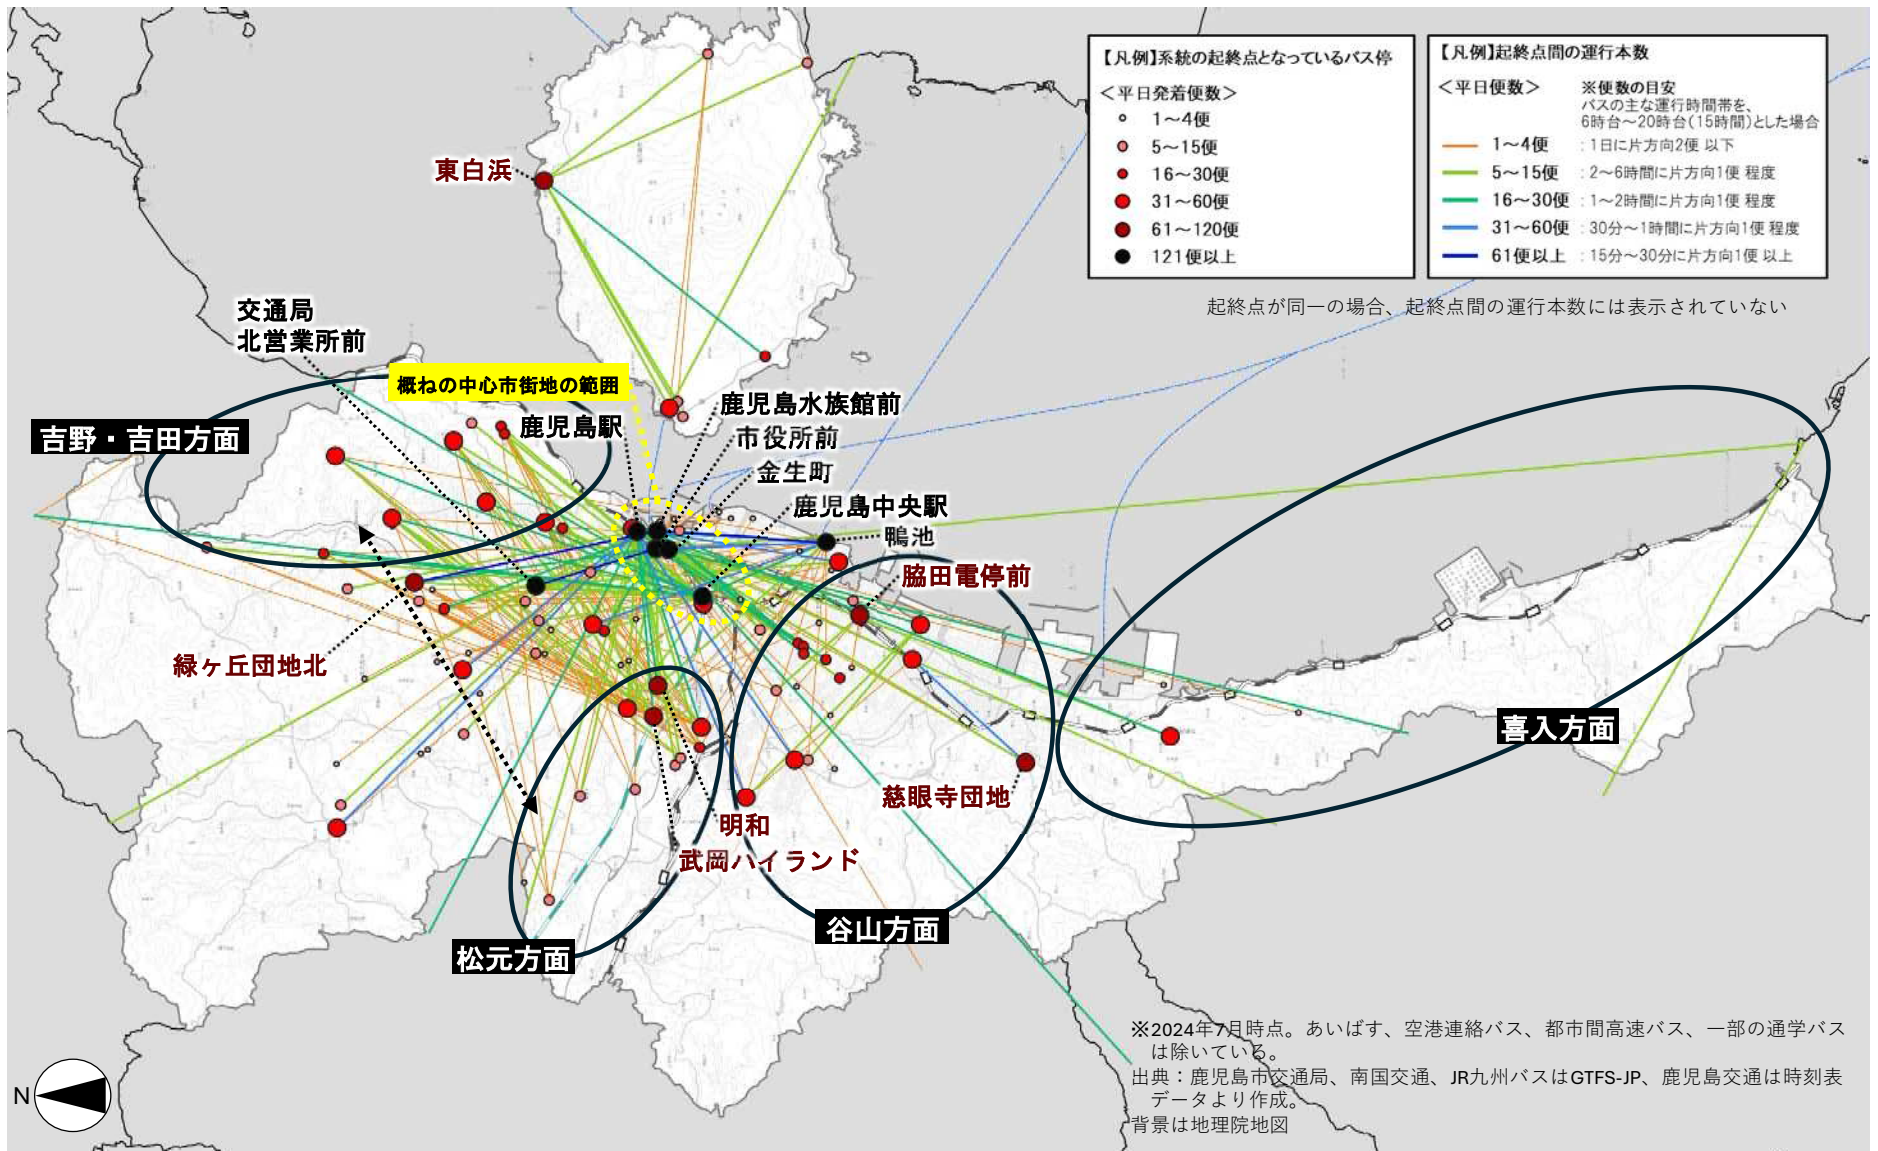 【凡例】系統の起終点となっているバス停
＜平日発着便数＞
1～4便
5～15便
16～30便
31～60便
61～120便
121便以上
【凡例】起終点間の運行本数
＜平日便数＞
※便数の目安
バスの主な運行時間帯を、
6時台～20時台(15時間)とした場合
1～4便 : 1日に片方向2便 以下
5～15便 : 2～6時間に片方向1便 程度
16～30便 : 1～2時間に片方向1便 程度
31～60便 : 30分～1時間に片方向1便 程度
61便以上 : 15分～30分に片方向1便 以上
起終点が同一の場合、起終点間の運行本数には表示されていない
東白浜
交通局
北営業所前
概ねの中心市街地の範囲
鹿児島水族館前
鹿児島駅
市役所前
吉野・吉田方面
金生町
鹿児島中央駅
鴨池
脇田電停前
緑ヶ丘団地北
喜入方面
慈眼寺団地
明和
武岡ハイランド
谷山方面
松元方面
※2024年7月時点。あいばす、空港連絡バス、都市間高速バス、一部の通学バス
は除いている。
出典：鹿児島市交通局、南国交通、JR九州バスはGTFS-JP、鹿児島交通は時刻表
データより作成。
背景は地理院地図
N